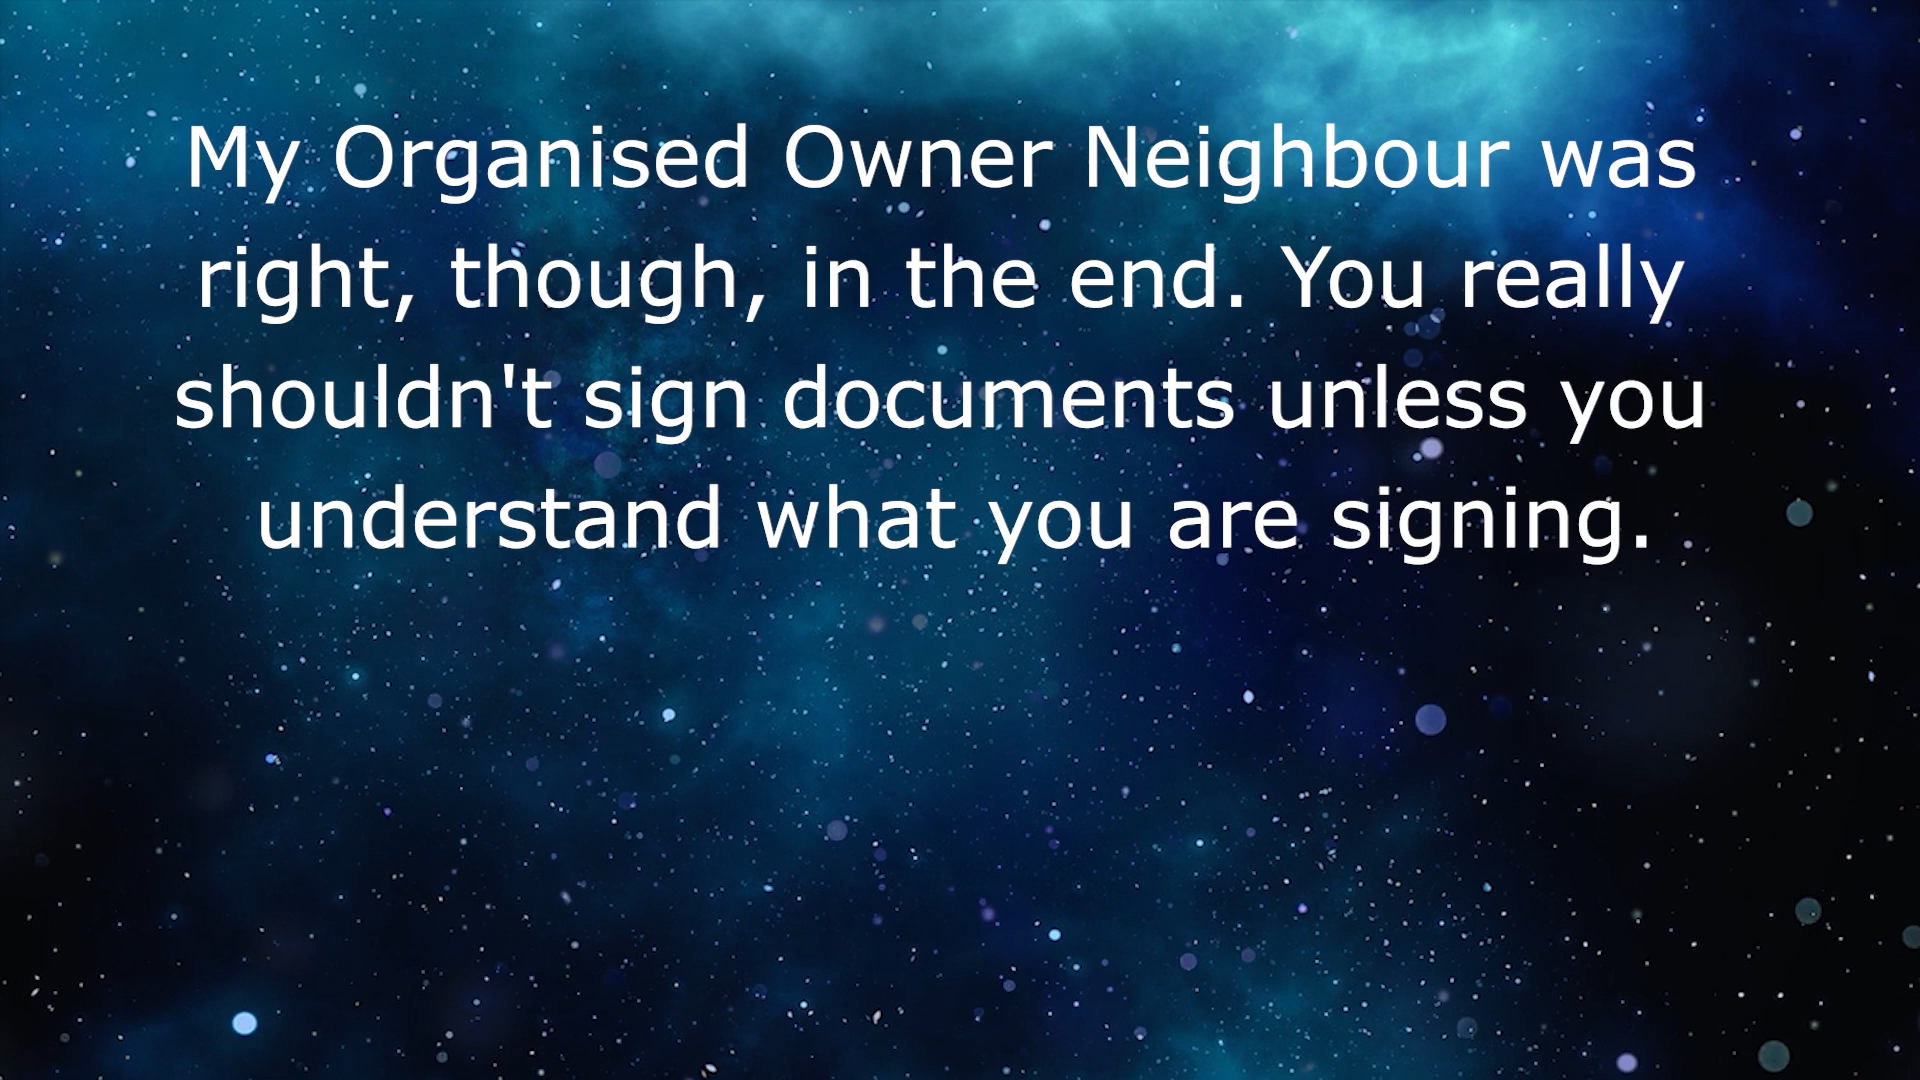 My Organised Owner Neighbour was
right, though, in the end. You really
shouldn't sign documents unless you
understand what you are signing.